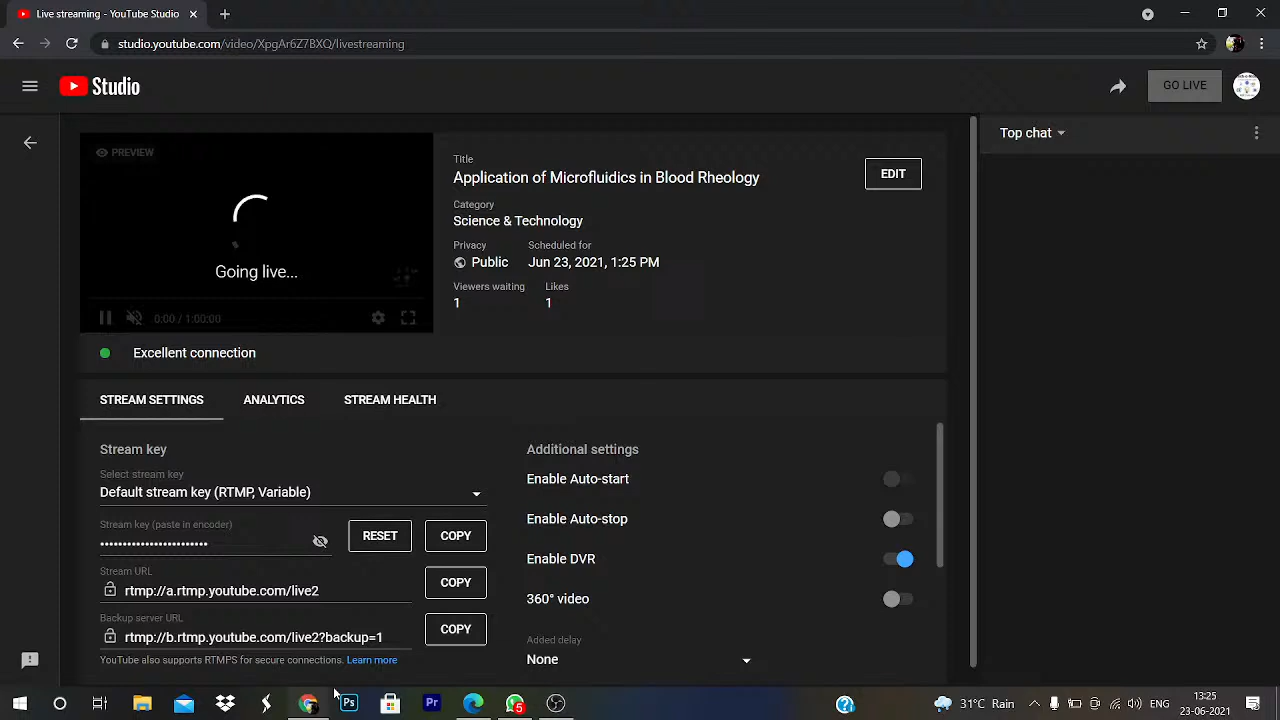 Live streaming - YouTube Studio
studio.youtube.com/video/XpgAr6Z7BXQ/livestreaming
Studio
GO LIVE
PREVIEW
Going live...
0:00 / 1:00:00
Title
Application of Microfluidics in Blood Rheology
EDIT
Category
Science & Technology
Privacy
Scheduled for
Public
Jun 23, 2021, 1:25 PM
Viewers waiting
Likes
1
1
Top chat
Excellent connection
STREAM SETTINGS
ANALYTICS
STREAM HEALTH
Stream key
Select stream key
Default stream key (RTMP, Variable)
Stream key (paste in encoder)
••••••••••••••••••••••••
RESET
COPY
Stream URL
rtmp://a.rtmp.youtube.com/live2
COPY
Backup server URL
rtmp://b.rtmp.youtube.com/live2?backup=1
COPY
YouTube also supports RTMPS for secure connections. Learn more
Additional settings
Enable Auto-start
Enable Auto-stop
Enable DVR
360° video
Added delay
None
Ps
Pr
5
31°C Rain
ENG
13:25
23-06-2021